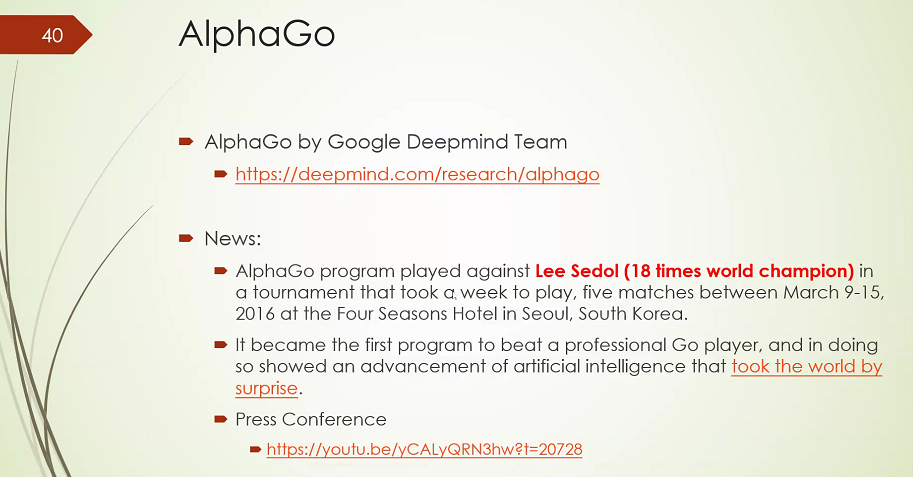 40
AlphaGo
AlphaGo by Google Deepmind Team
https://deepmind.com/research/alphago
News:
AlphaGo program played against Lee Sedol (18 times world champion) in
a tournament that took a week to play, five matches between March 9-15,
2016 at the Four Seasons Hotel in Seoul, South Korea.
It became the first program to beat a professional Go player, and in doing
so showed an advancement of artificial intelligence that took the world by
surprise.
Press Conference
https://youtu.be/yCALyQRN3hw?t=20728